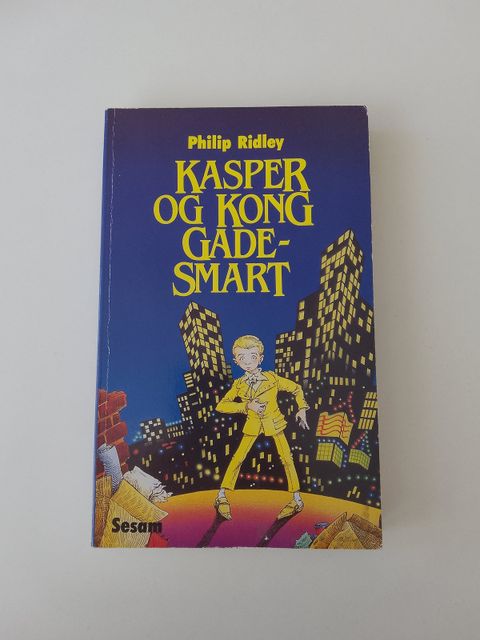 Philip Ridley
KASPER
OG KONG
GADE-
SMART
Sesam